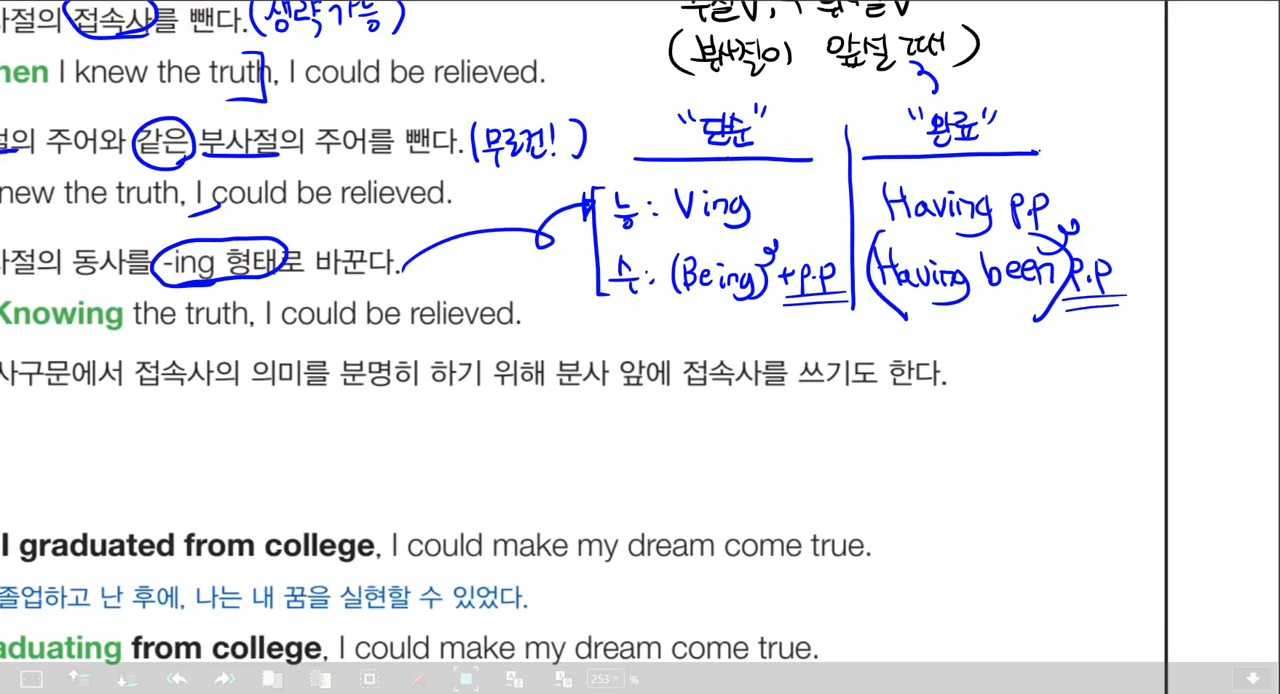 사절의 접속사를 뺀다. (생략가능)
hen I knew the truth, I could be relieved.
(부사절이 앞설 때)
절의 주어와 같은 부사절의 주어를 뺀다. (무조건!)
new the truth, I could be relieved.
"단순" "완료"
능: Ving Having p.p
수: (Being) + p.p (Having been) p.p
사절의 동사를 -ing 형태로 바꾼다.
Knowing the truth, I could be relieved.
사구문에서 접속사의 의미를 분명히 하기 위해 분사 앞에 접속사를 쓰기도 한다.
I graduated from college, I could make my dream come true.
졸업하고 난 후에, 나는 내 꿈을 실현할 수 있었다.
aduating from college, I could make my dream come true.
253 %